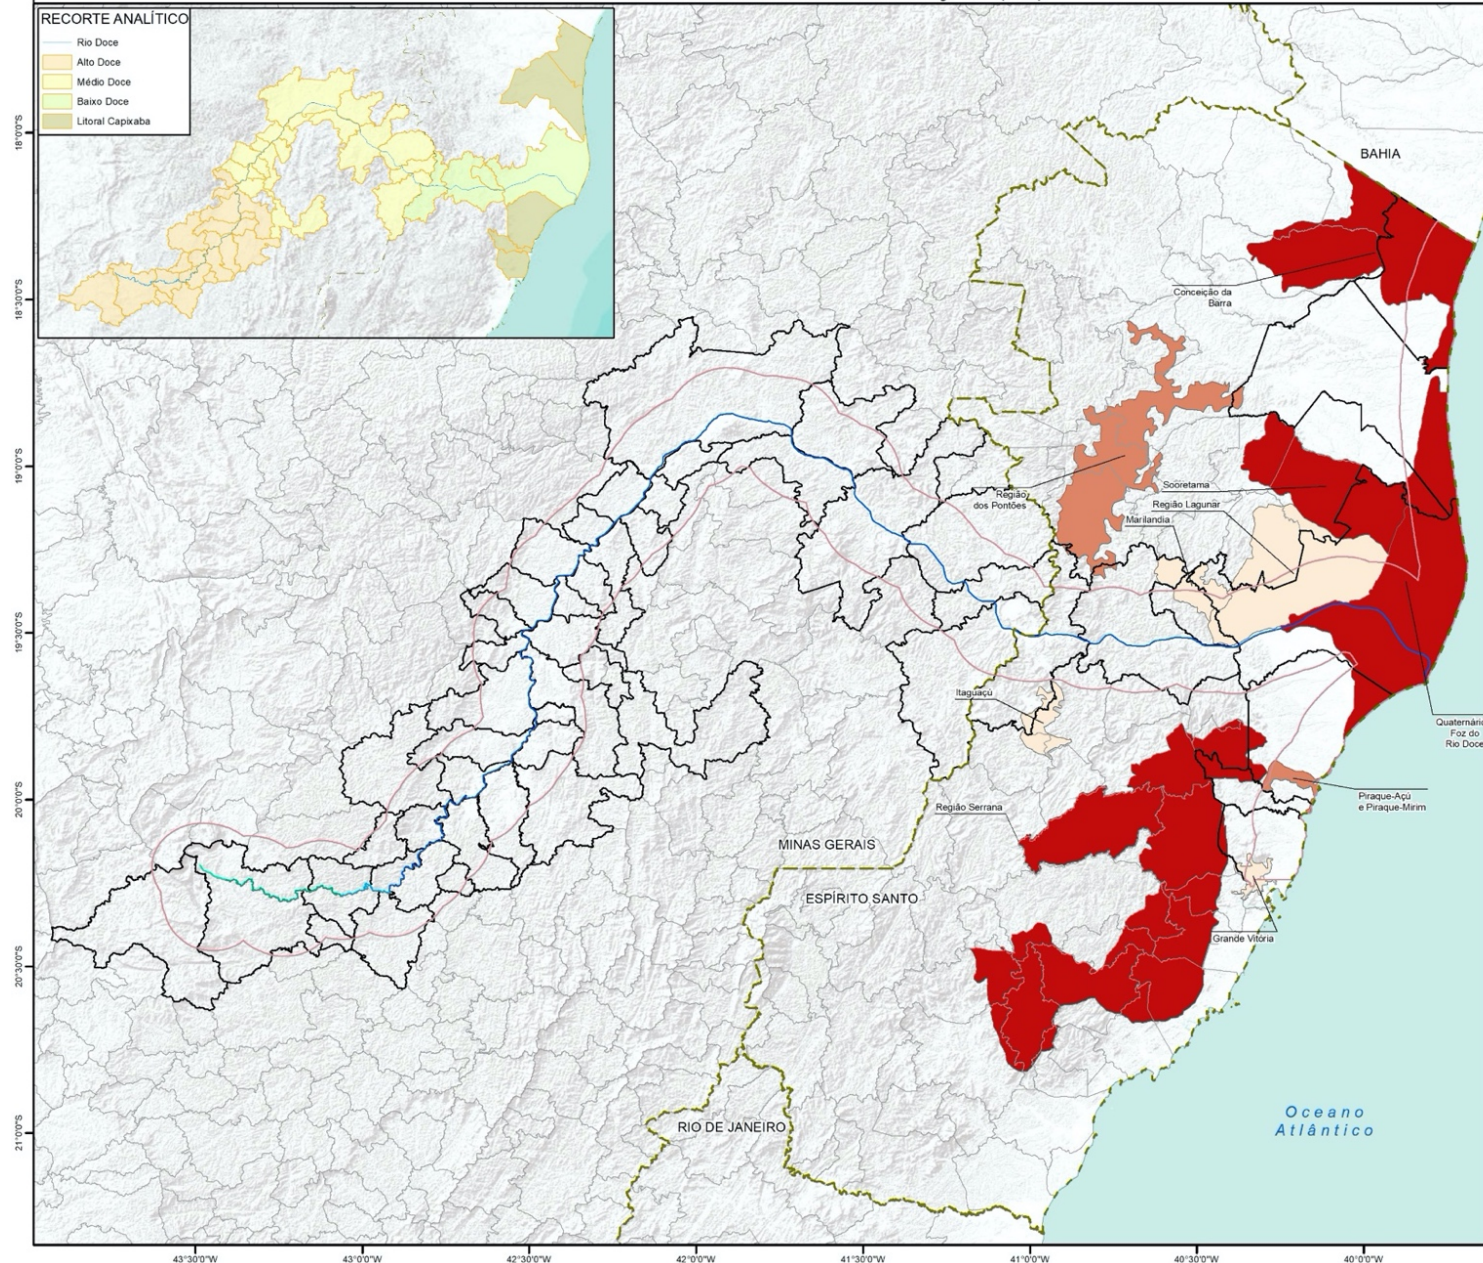 RECORTE ANALÍTICO
Rio Doce
Alto Doce
Médio Doce
Baixo Doce
Litoral Capixaba
18°0'0"S
18°30'0"S
19°0'0"S
19°30'0"S
20°0'0"S
20°30'0"S
21°0'0"S
BAHIA
Conceição da
Barra
Região
dos Pontões
Sooretama
Região Lagunar
Marilandia
Itaguaçú
Quaternário
Foz do
Rio Doce
Piraque-Açú
e Piraque-Mirim
Região Serrana
MINAS GERAIS
ESPÍRITO SANTO
Grande Vitória
RIO DE JANEIRO
Oceano
Atlântico
43°30'0"W
43°0'0"W
42°30'0"W
42°0'0"W
41°30'0"W
41°0'0"W
40°30'0"W
40°0'0"W